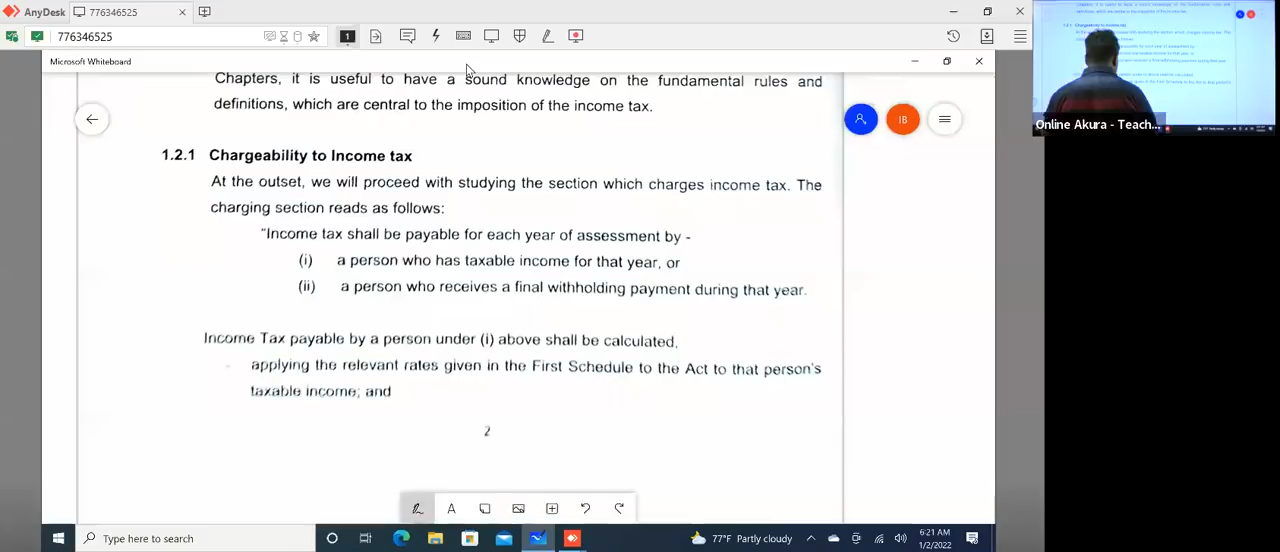 AnyDesk
776346525
776346525
1
Microsoft Whiteboard
Chapters, it is useful to have a sound knowledge on the fundamental rules and
definitions, which are central to the imposition of the income tax.
IB
1.2.1 Chargeability to Income tax
At the outset, we will proceed with studying the section which charges income tax. The
charging section reads as follows:
"Income tax shall be payable for each year of assessment by -
(i) a person who has taxable income for that year, or
(ii) a person who receives a final withholding payment during that year.
Income Tax payable by a person under (i) above shall be calculated,
applying the relevant rates given in the First Schedule to the Act to that person's
taxable income; and
2
Online Akura - Teach...
Type here to search
77°F Partly cloudy
6:21 AM
1/2/2022